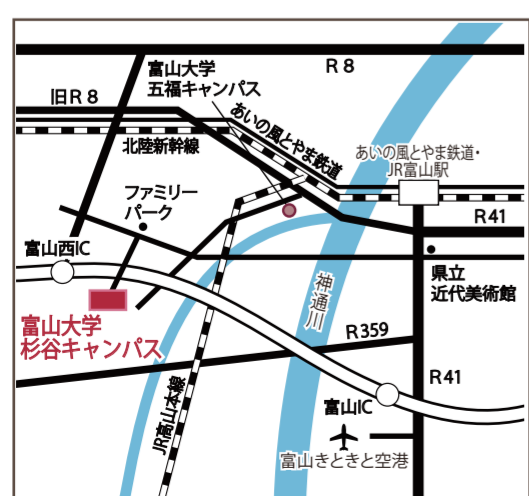 富山大学
五福キャンパス
R 8
旧R 8
あいの風とやま鉄道
北陸新幹線
あいの風とやま鉄道・
JR富山駅
ファミリー
パーク
R41
富山西IC
県立
近代美術館
神通川
富山大学
杉谷キャンパス
R359
R41
JR高山本線
富山IC
富山きときと空港